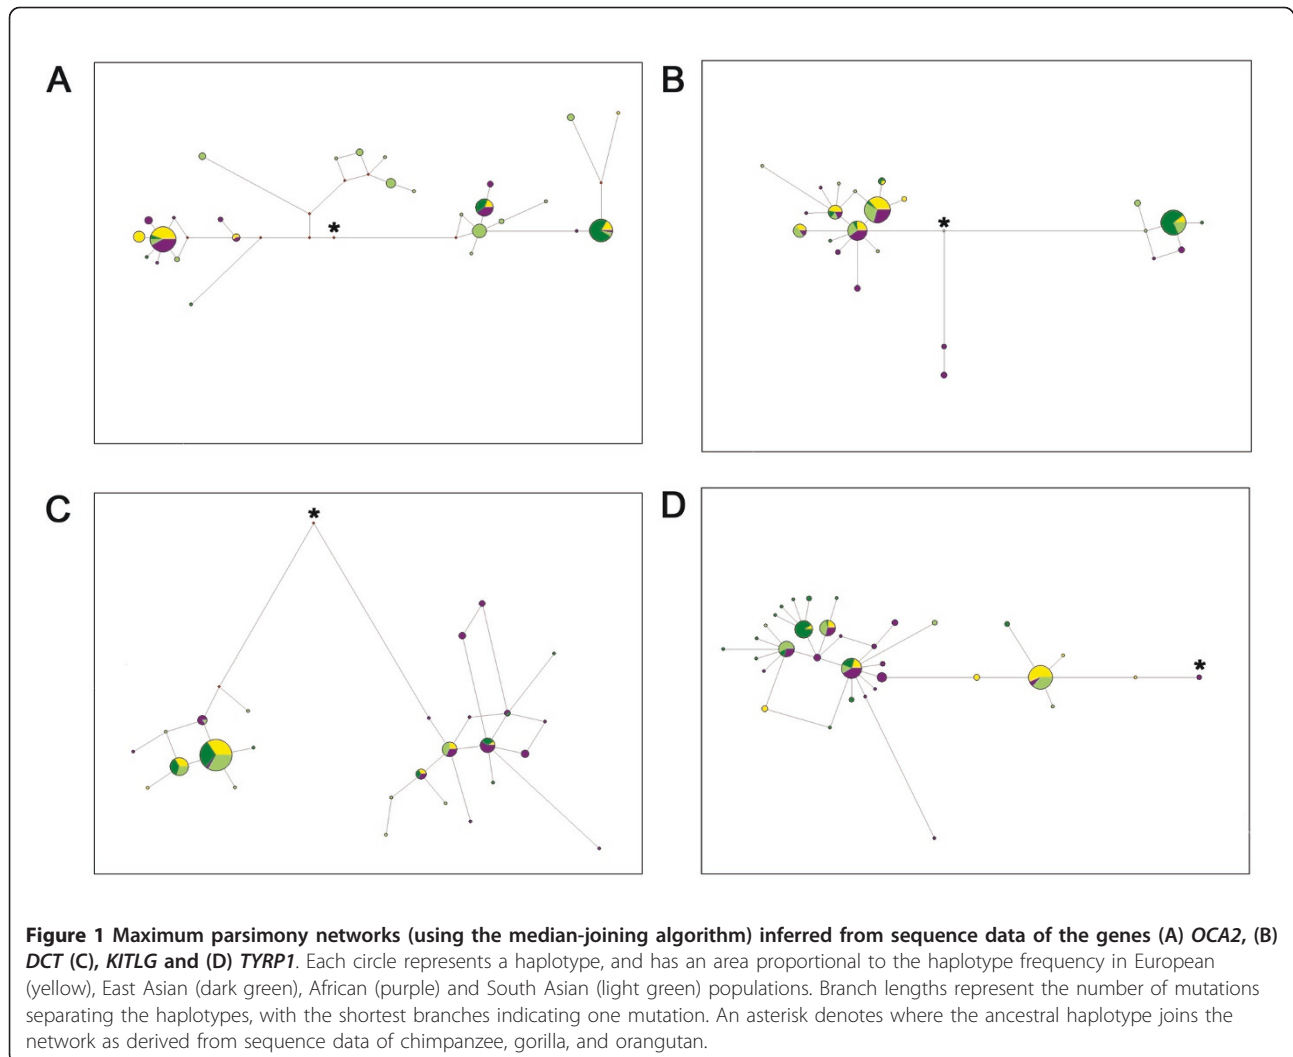 A
B
*
*
C
D
*
*
Figure 1 Maximum parsimony networks (using the median-joining algorithm) inferred from sequence data of the genes (A) OCA2, (B)
DCT (C), KITLG and (D) TYRP1. Each circle represents a haplotype, and has an area proportional to the haplotype frequency in European
(yellow), East Asian (dark green), African (purple) and South Asian (light green) populations. Branch lengths represent the number of mutations
separating the haplotypes, with the shortest branches indicating one mutation. An asterisk denotes where the ancestral haplotype joins the
network as derived from sequence data of chimpanzee, gorilla, and orangutan.